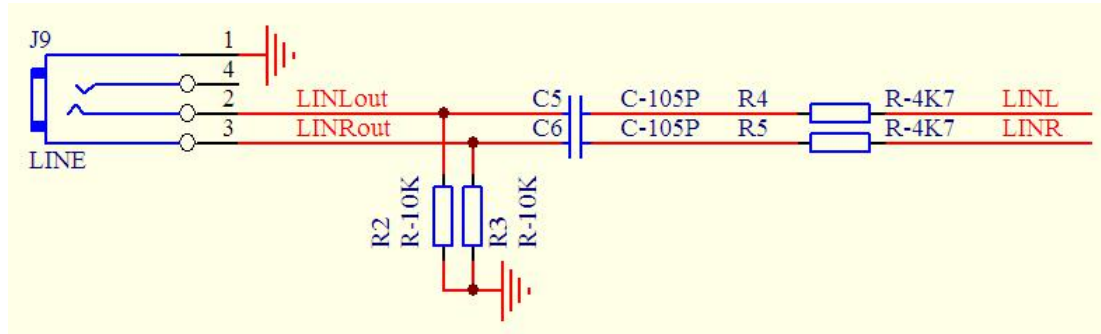 J9
1
4
2
3
LINE
LINLout
LINRout
C5 C-105P R4 R-4K7 LINL
C6 C-105P R5 R-4K7 LINR
R2
R-10K
R3
R-10K